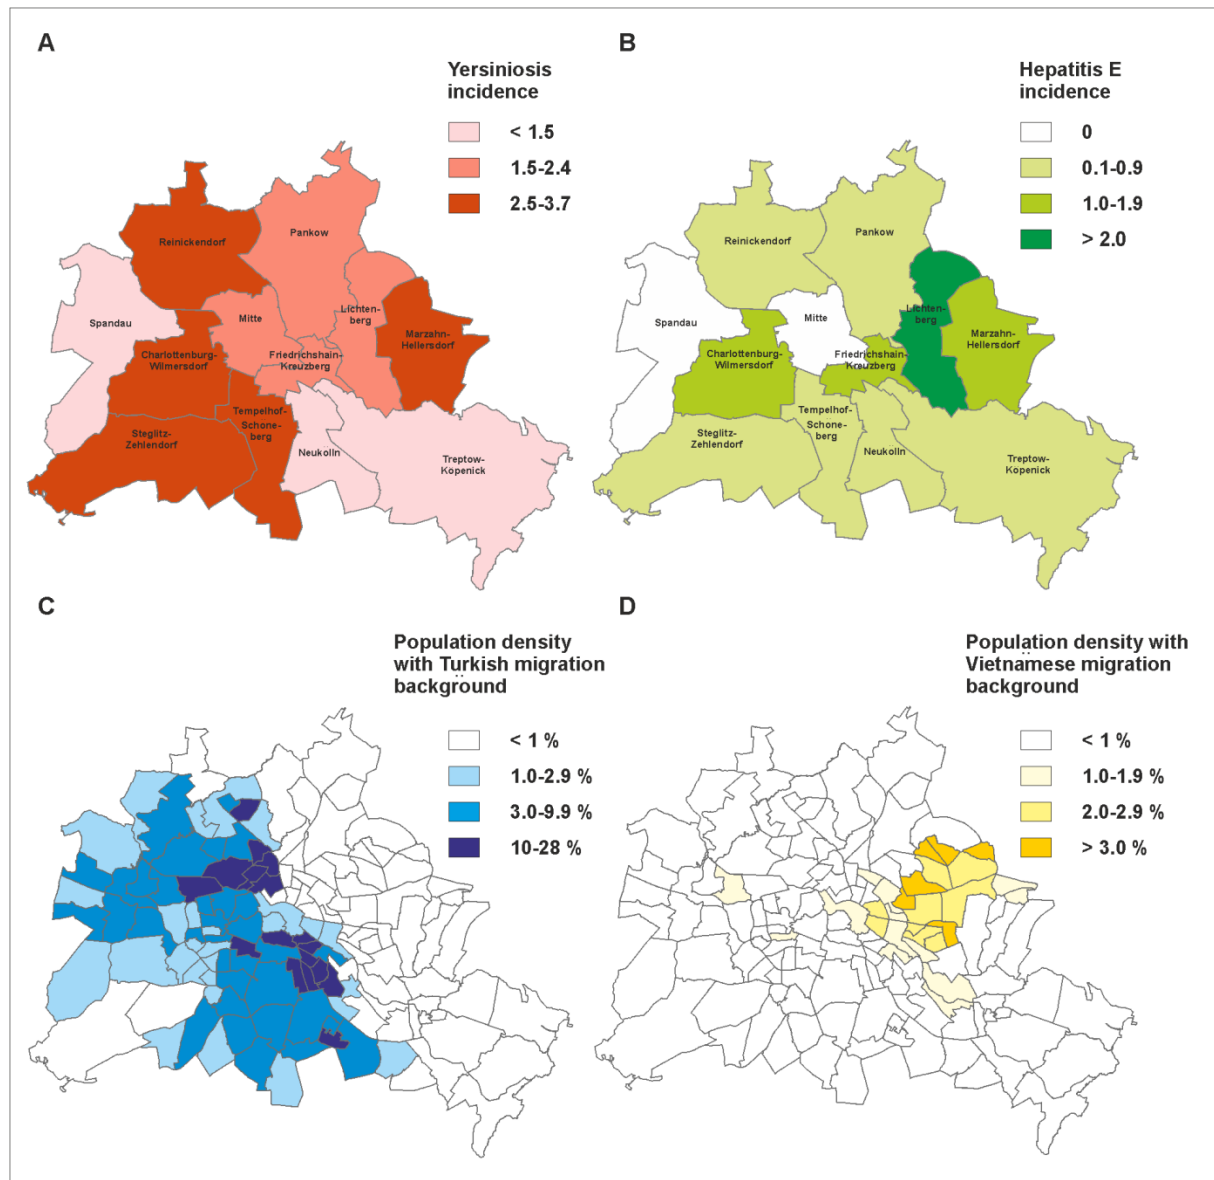 A
Yersiniosis
incidence
< 1.5
1.5-2.4
2.5-3.7
Reinickendorf
Pankow
Spandau
Mitte
Lichten-
berg
Marzahn-
Hellersdorf
Charlottenburg-
Wilmersdorf
Friedrichshain-
Kreuzberg
Tempelhof-
Schone-
berg
Steglitz-
Zehlendorf
Neukolln
Treptow-
Kopenick
B
Hepatitis E
incidence
0
0.1-0.9
1.0-1.9
> 2.0
Reinickendorf
Pankow
Spandau
Mitte
Lichten-
berg
Marzahn-
Hellersdorf
Charlottenburg-
Wilmersdorf
Friedrichshain-
Kreuzberg
Tempelhof-
Schone-
berg
Steglitz-
Zehlendorf
Neukolln
Treptow-
Kopenick
C
Population density
with Turkish migration
background
< 1 %
1.0-2.9 %
3.0-9.9 %
10-28 %
D
Population density with
Vietnamese migration
background
< 1 %
1.0-1.9 %
2.0-2.9 %
> 3.0 %